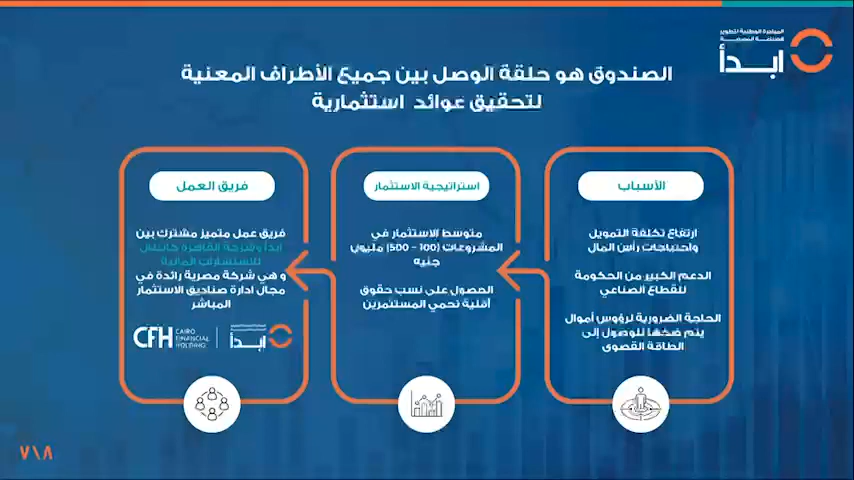 المبادرة الوطنية لتطوير
الصناعة المصرية
ابدأ
الصندوق هو حلقة الوصل بين جميع الأطراف المعنية
لتحقيق عوائد استثمارية
الأسباب
ارتفاع تكلفة التمويل
واحتياجات رأس المال
الدعم الكبير من الحكومة
للقطاع الصناعي
الحاجة الضرورية لرؤوس أموال
يتم ضخها للوصول إلى
الطاقة القصوى
استراتيجية الاستثمار
متوسط الاستثمار في
المشروعات (100 - 500) مليون
جنيه
الحصول على نسب حقوق
أقلية تحمي المستثمرين
فريق العمل
فريق عمل متميز مشترك بين
ابدأ وشركة القاهرة كابيتال
للاستشارات المالية
و هي شركة مصرية رائدة في
مجال ادارة صناديق الاستثمار
المباشر
CFH CAIRO
FINANCIAL
HOLDING
ابدأ
٧\٨